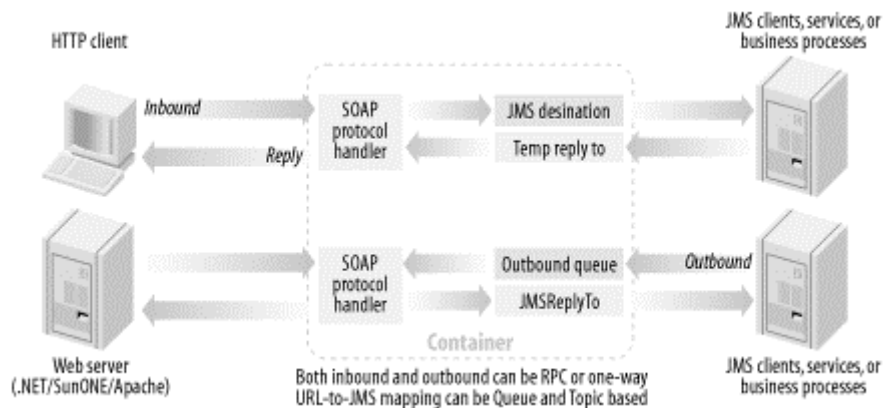 JMS clients, services, or
business processes
HTTP client
Inbound
SOAP
protocol
handler
JMS desination
Reply
Temp reply to
SOAP
protocol
handler
Outbound queue
Outbound
JMSReplyTo
Container
Web server
(.NET/SunONE/Apache)
JMS clients, services, or
business processes
Both inbound and outbound can be RPC or one-way
URL-to-JMS mapping can be Queue and Topic based